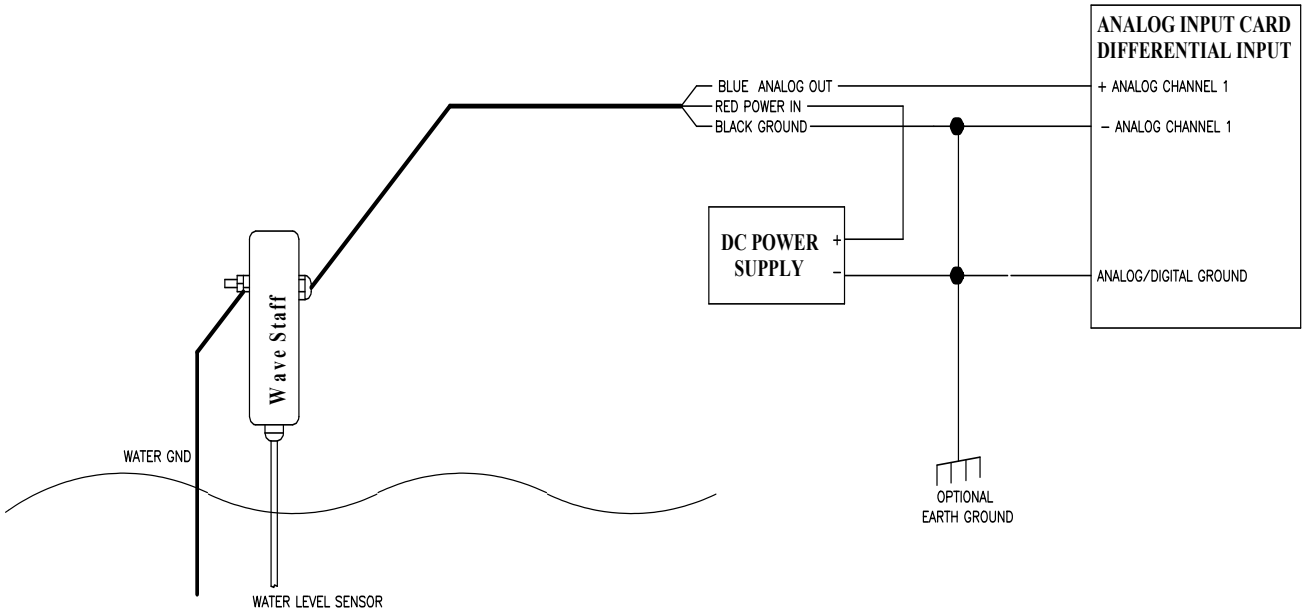 ANALOG INPUT CARD
DIFFERENTIAL INPUT
BLUE ANALOG OUT
+ ANALOG CHANNEL 1
RED POWER IN
BLACK GROUND
- ANALOG CHANNEL 1
DC POWER
SUPPLY
+
-
ANALOG/DIGITAL GROUND
Wave Staff
WATER GND
OPTIONAL
EARTH GROUND
WATER LEVEL SENSOR